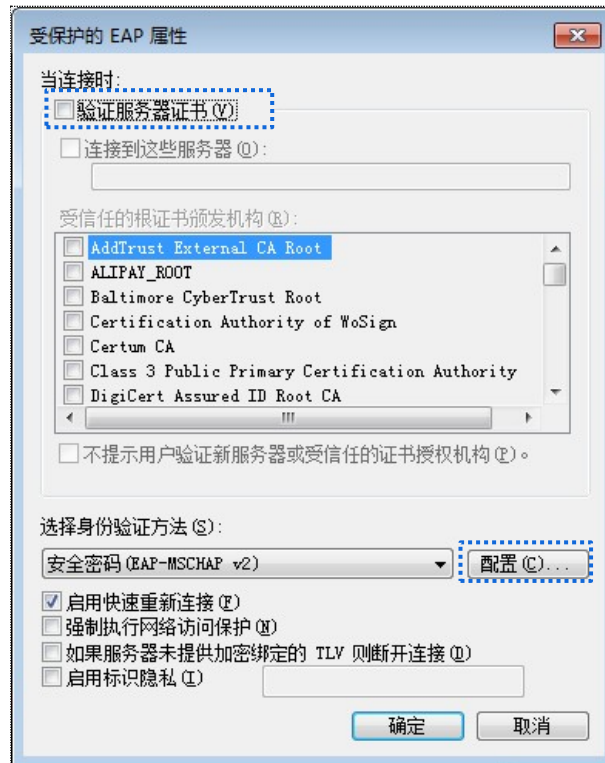 受保护的 EAP 属性
当连接时:
验证服务器证书(V)
连接到这些服务器(O):
受信任的根证书颁发机构(R):
AddTrust External CA Root
ALIPAY_ROOT
Baltimore CyberTrust Root
Certification Authority of WoSign
Certum CA
Class 3 Public Primary Certification Authority
DigiCert Assured ID Root CA
不提示用户验证新服务器或受信任的证书授权机构(P)。
选择身份验证方法(S):
安全密码(EAP-MSCHAP v2) 配置(C)...
启用快速重新连接(F)
强制执行网络访问保护(N)
如果服务器未提供加密绑定的 TLV 则断开连接(D)
启用标识隐私(I)
确定 取消